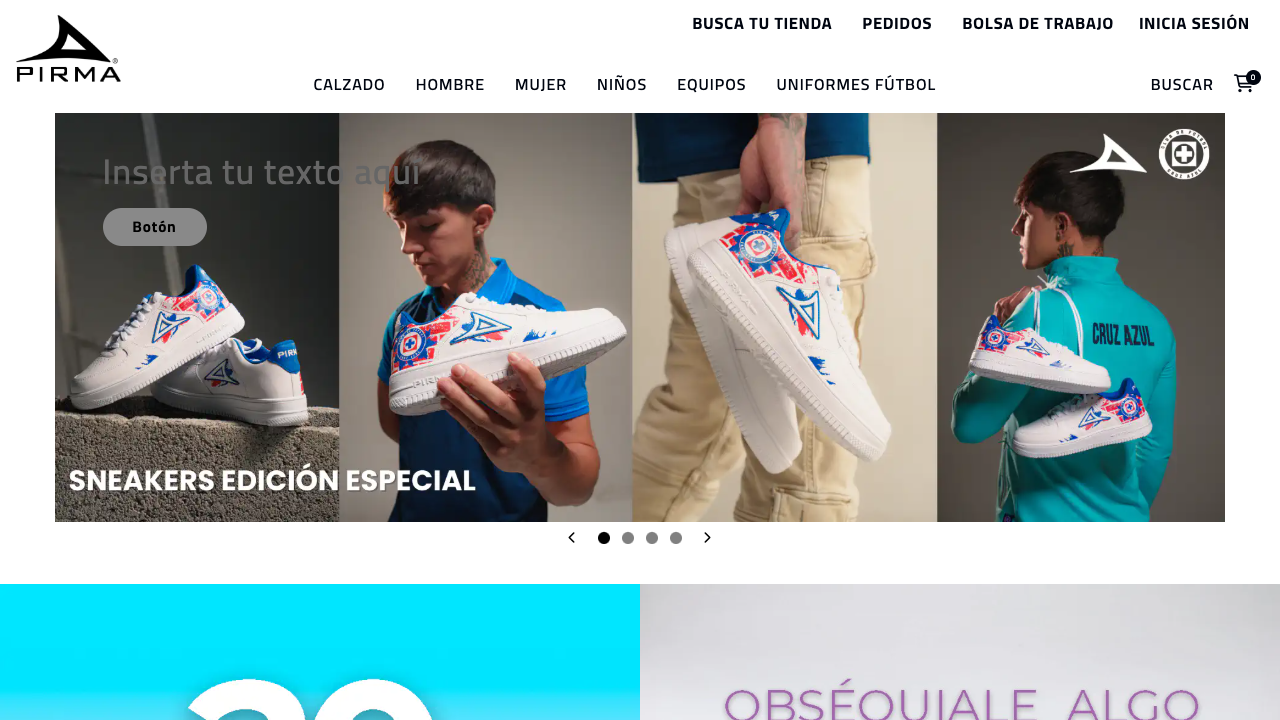 BUSCA TU TIENDA PEDIDOS BOLSA DE TRABAJO INICIA SESIÓN
PIRMA
CALZADO HOMBRE MUJER NIÑOS EQUIPOS UNIFORMES FÚTBOL BUSCAR 0
Inserta tu texto aquí
Botón
CRUZ AZUL
SNEAKERS EDICIÓN ESPECIAL
OBSÉQUIALE ALGO